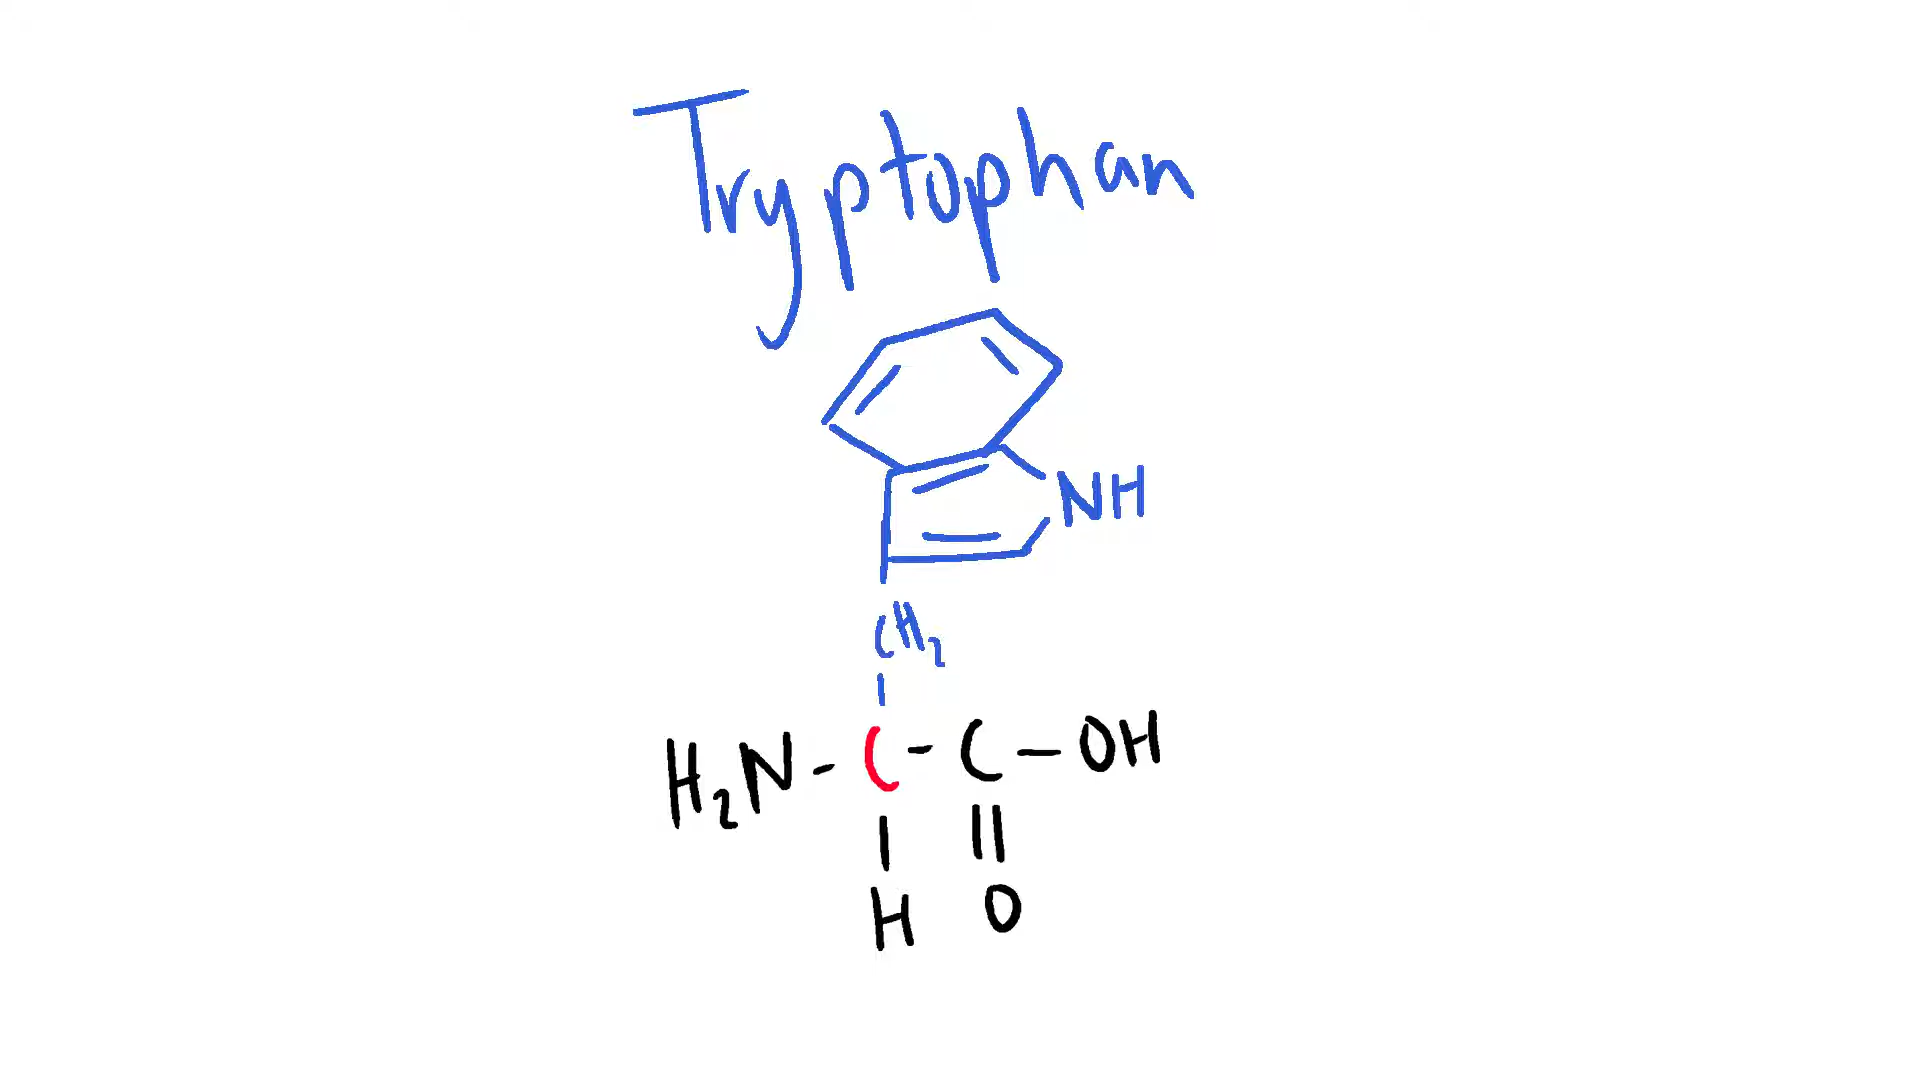 Tryptophan
NH
CH₂
H₂N - C - C - OH
H O